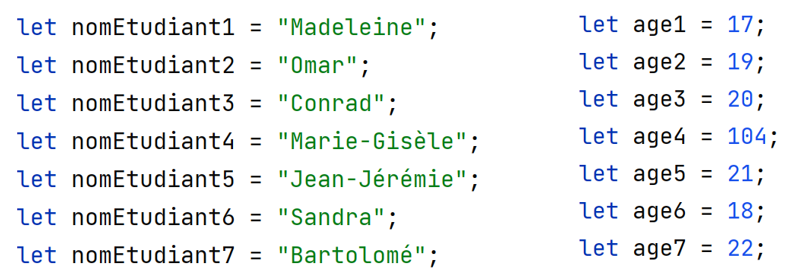 let nomEtudiant1 = "Madeleine";
let nomEtudiant2 = "Omar";
let nomEtudiant3 = "Conrad";
let nomEtudiant4 = "Marie-Gisèle";
let nomEtudiant5 = "Jean-Jérémie";
let nomEtudiant6 = "Sandra";
let nomEtudiant7 = "Bartolomé";
let age1 = 17;
let age2 = 19;
let age3 = 20;
let age4 = 104;
let age5 = 21;
let age6 = 18;
let age7 = 22;